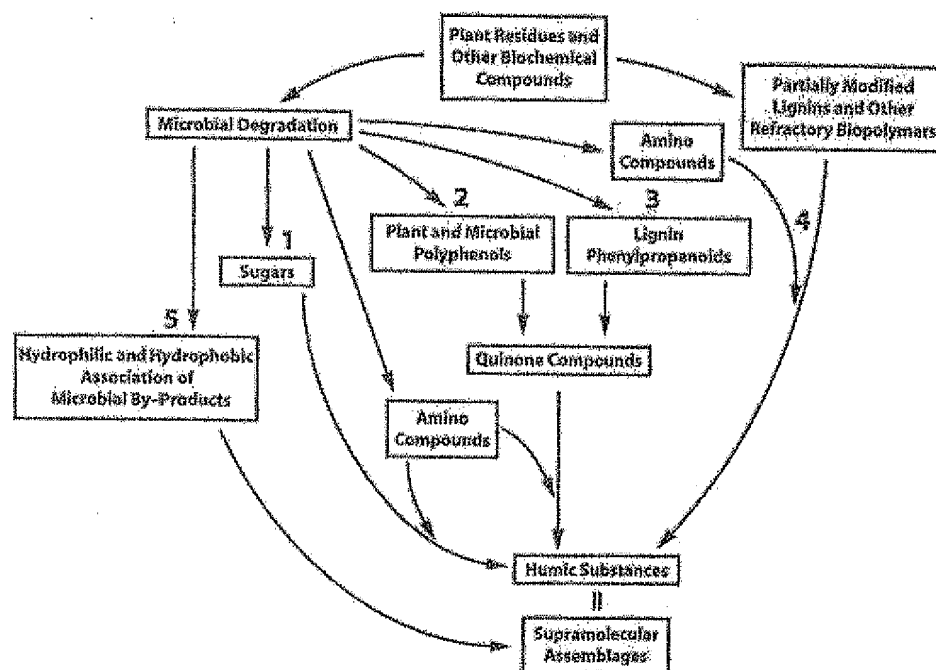 Plant Residues and
Other Biochemical
Compounds
Partially Modified
Lignins and Other
Refractory Biopolymers
Microbial Degradation
Amino
Compounds
2
3
4
Plant and Microbial
Polyphenols
Lignin
Phenylpropenoids
1
Sugars
5
Hydrophilic and Hydrophobic
Association of
Microbial By-Products
Quinone Compounds
Amino
Compounds
Humic Substances
||
Supramolecular
Assemblages